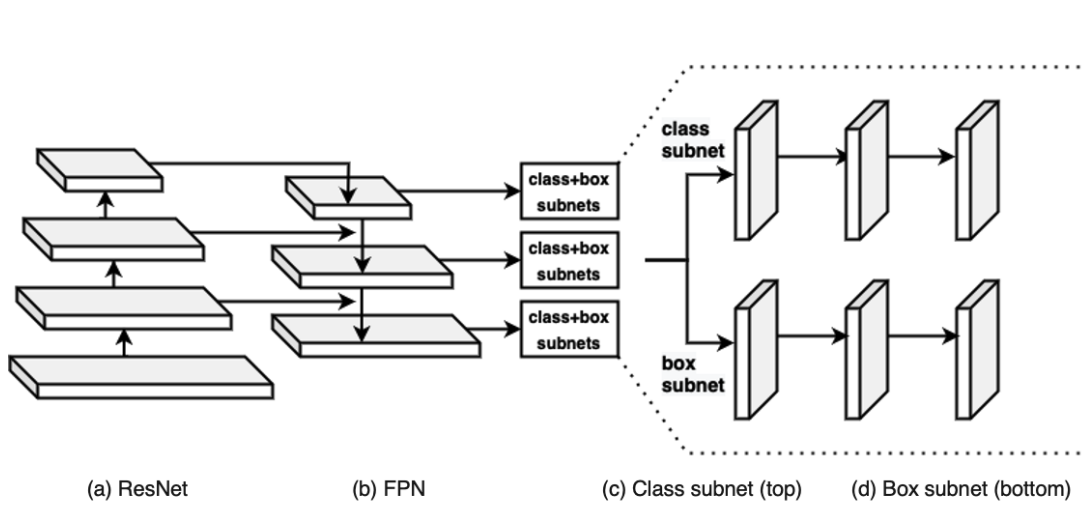 class
subnet
class+box
subnets
class+box
subnets
class+box
subnets
box
subnet
(a) ResNet
(b) FPN
(c) Class subnet (top)
(d) Box subnet (bottom)